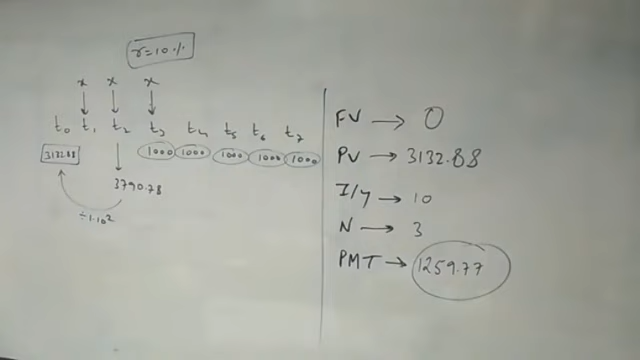 r=10%
x x x
t₀ t₁ t₂ t₃ t₄ t₅ t₆ t₇
3132.88 1000 1000 1000 1000 1000
3790.78
÷1.10²
FV → 0
PV → 3132.88
I/y → 10
N → 3
PMT → 1259.77